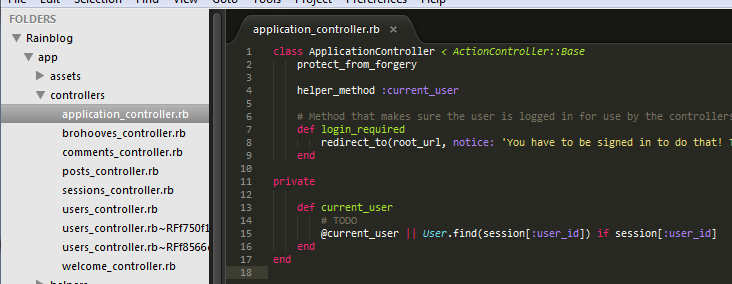 File Edit Selection Find View Goto Tools Project Preferences Help
FOLDERS
Rainblog
app
assets
controllers
application_controller.rb
brohooves_controller.rb
comments_controller.rb
posts_controller.rb
sessions_controller.rb
users_controller.rb
users_controller.rb~RFf750f1
users_controller.rb~RFf8566
welcome_controller.rb
helpers
application_controller.rb ×
1 class ApplicationController < ActionController::Base
2 protect_from_forgery
3
4 helper_method :current_user
5
6 # Method that makes sure the user is logged in for use by the controllers
7 def login_required
8 redirect_to(root_url, notice: 'You have to be signed in to do that!
9 end
10
11 private
12
13 def current_user
14 # TODO
15 @current_user || User.find(session[:user_id]) if session[:user_id]
16 end
17 end
18